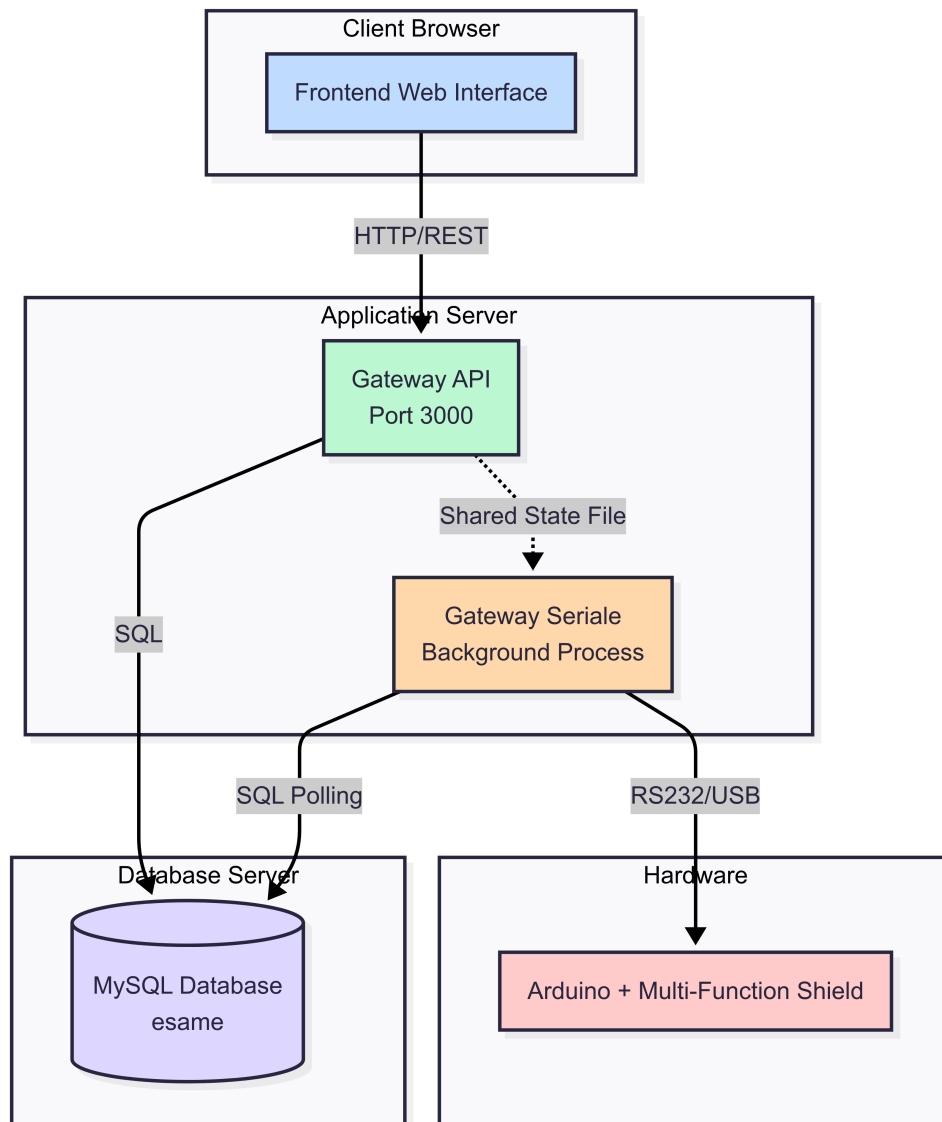 Client Browser
Frontend Web Interface
HTTP/REST
Application Server
Gateway API
Port 3000
Shared State File
Gateway Seriale
Background Process
SQL
SQL Polling
RS232/USB
Database Server
MySQL Database
esame
Hardware
Arduino + Multi-Function Shield